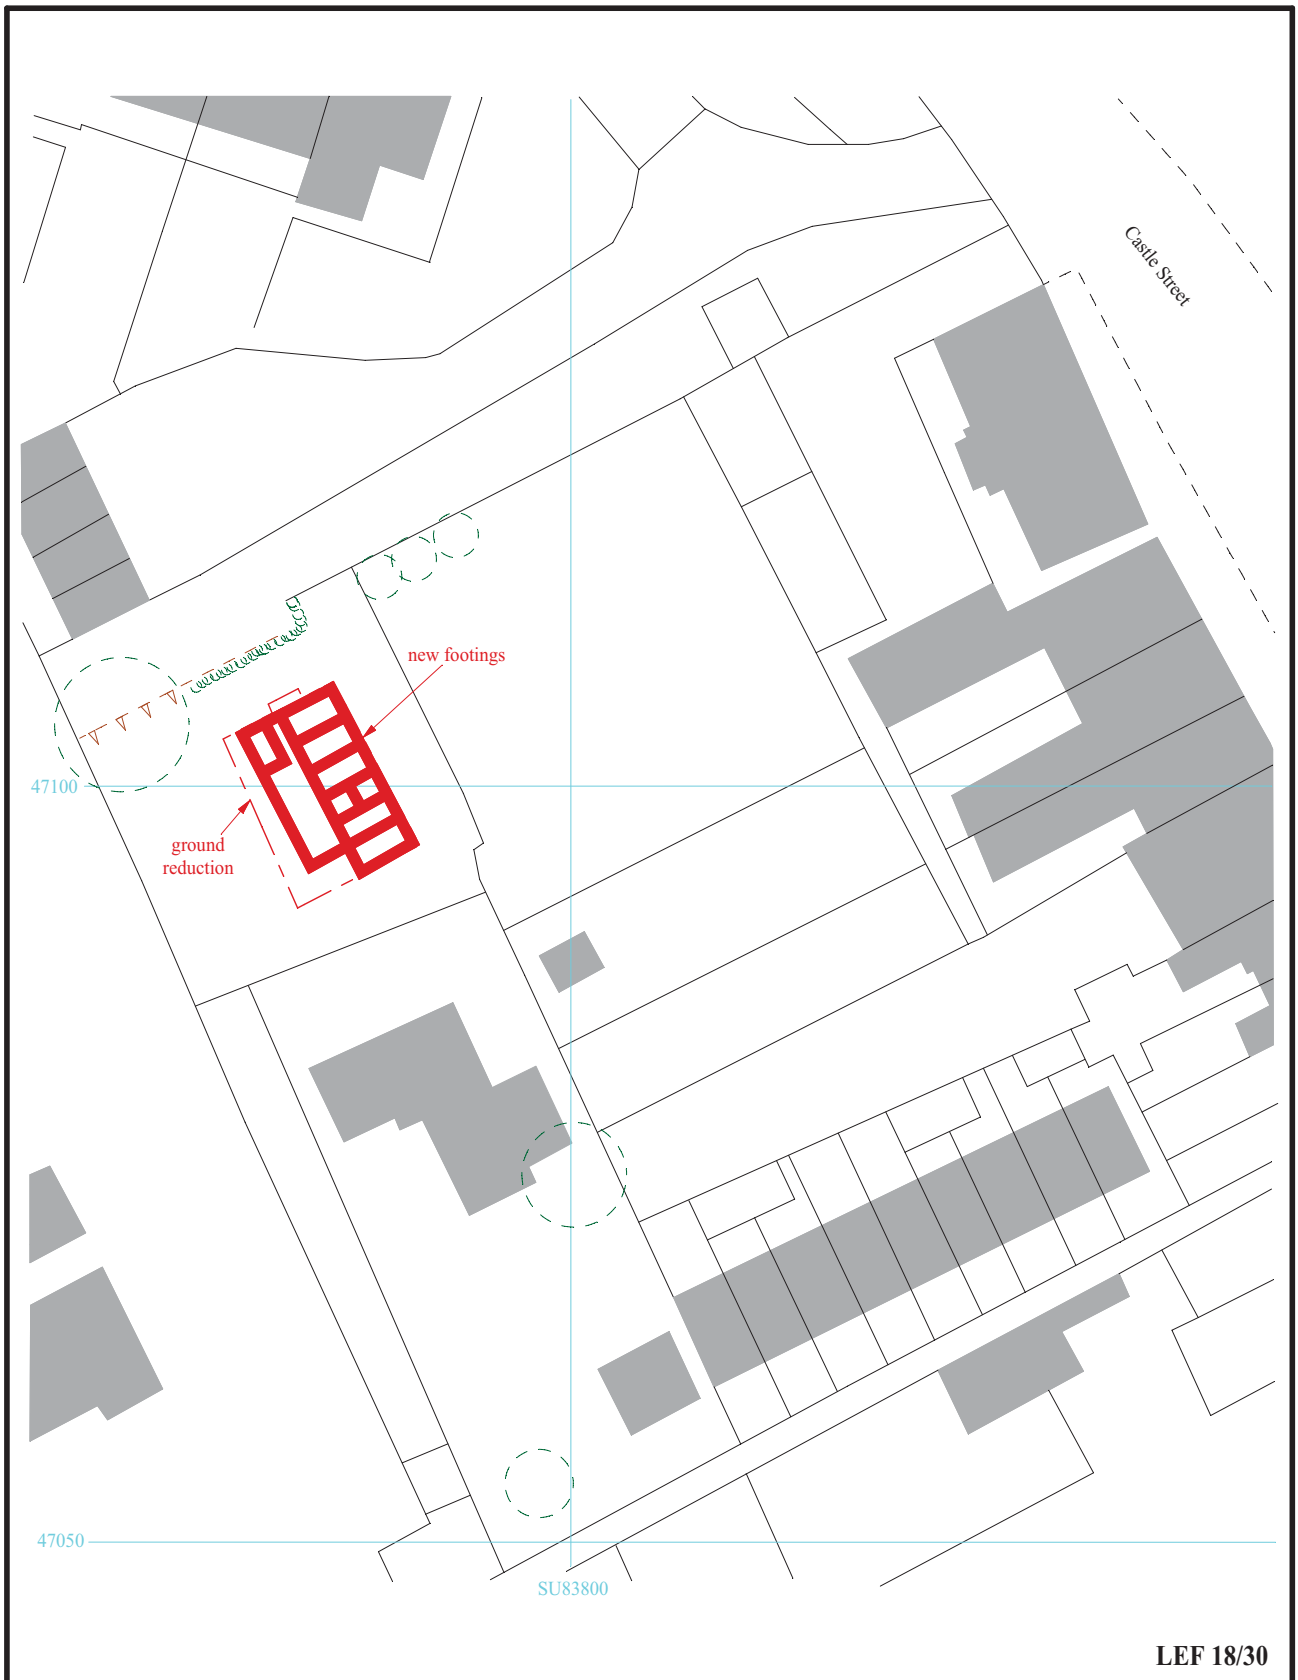 Castle Street
new footings
47100
ground
reduction
47050
SU83800
LEF 18/30